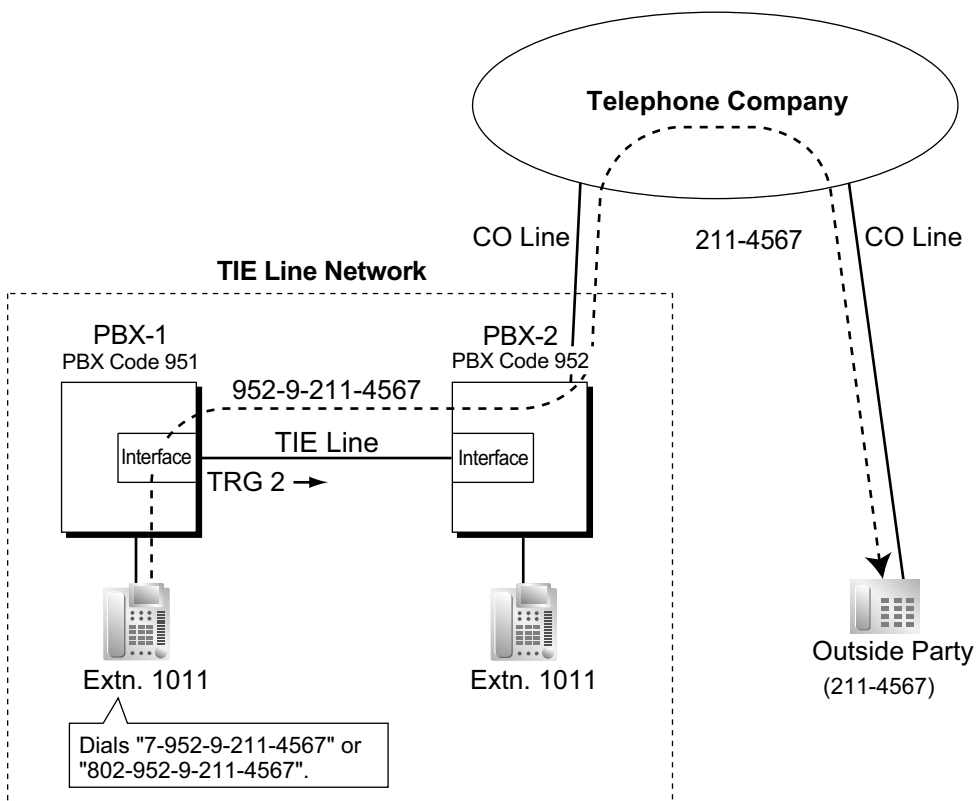 Telephone Company
CO Line
211-4567
CO Line
TIE Line Network
PBX-1
PBX Code 951
PBX-2
PBX Code 952
952-9-211-4567
Interface
TIE Line
Interface
TRG 2 →
Extn. 1011
Extn. 1011
Outside Party
(211-4567)
Dials "7-952-9-211-4567" or
"802-952-9-211-4567".